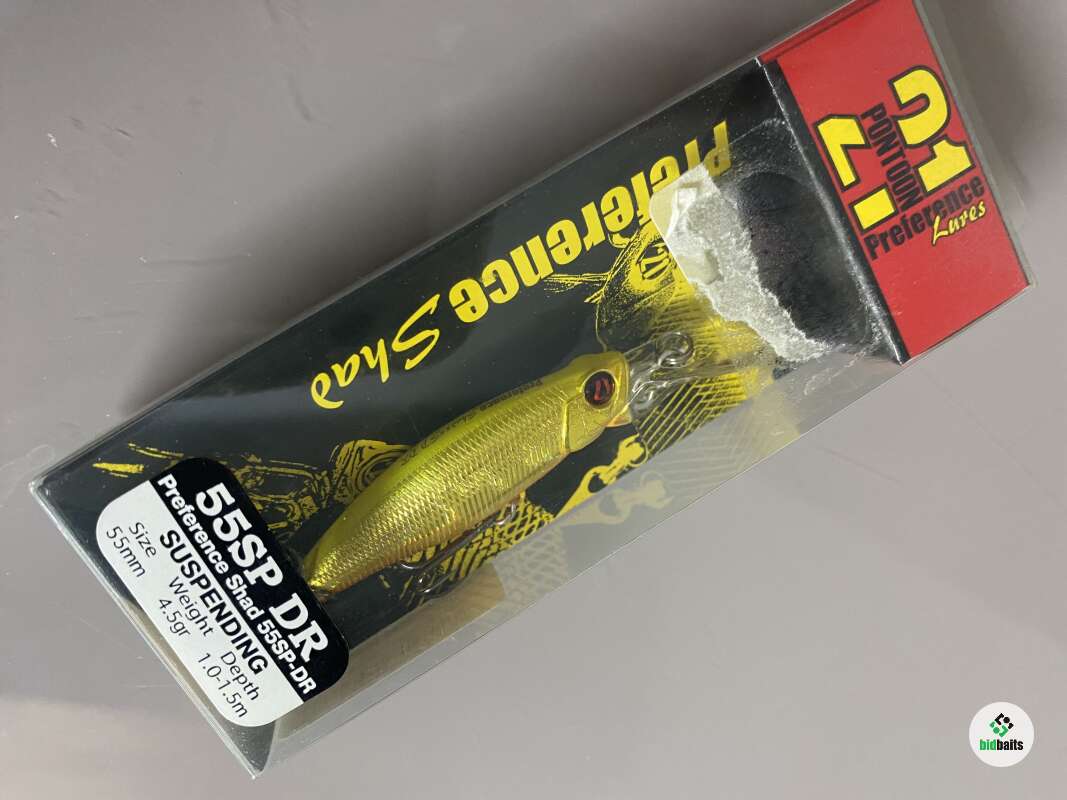 21
PONTOON
Preference
Lures
Preference
Shad
55SP DR
Preference Shad 55SP-DR
SUSPENDING
Size Weight Depth
55mm 4.5gr 1.0-1.5m
bidbaits